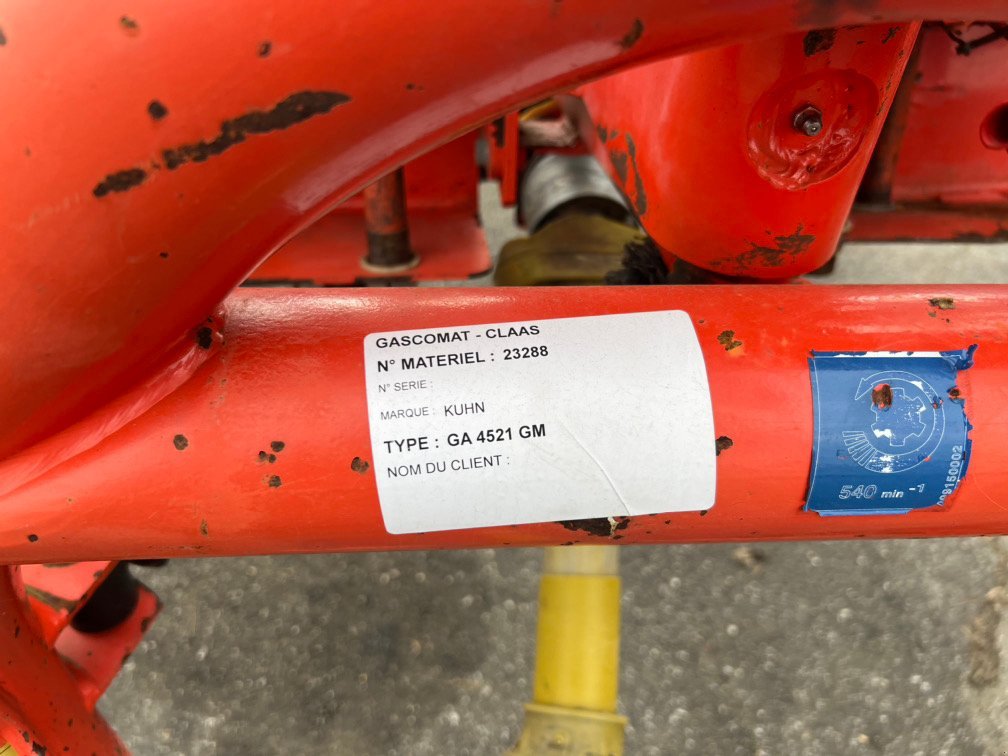 GASCOMAT - CLAAS
N° MATERIEL : 23288
N° SERIE :
MARQUE : KUHN
TYPE : GA 4521 GM
NOM DU CLIENT :
540 min -1